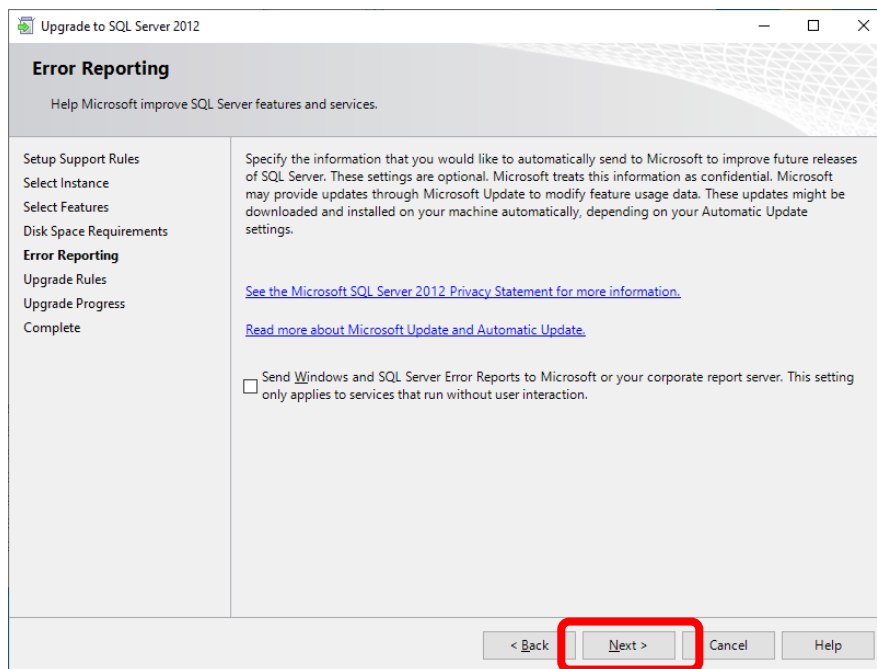 Upgrade to SQL Server 2012
Error Reporting
Help Microsoft improve SQL Server features and services.
Setup Support Rules
Select Instance
Select Features
Disk Space Requirements
Error Reporting
Upgrade Rules
Upgrade Progress
Complete
Specify the information that you would like to automatically send to Microsoft to improve future releases
of SQL Server. These settings are optional. Microsoft treats this information as confidential. Microsoft
may provide updates through Microsoft Update to modify feature usage data. These updates might be
downloaded and installed on your machine automatically, depending on your Automatic Update
settings.
See the Microsoft SQL Server 2012 Privacy Statement for more information.
Read more about Microsoft Update and Automatic Update.
Send Windows and SQL Server Error Reports to Microsoft or your corporate report server. This setting
only applies to services that run without user interaction.
< Back Next > Cancel Help